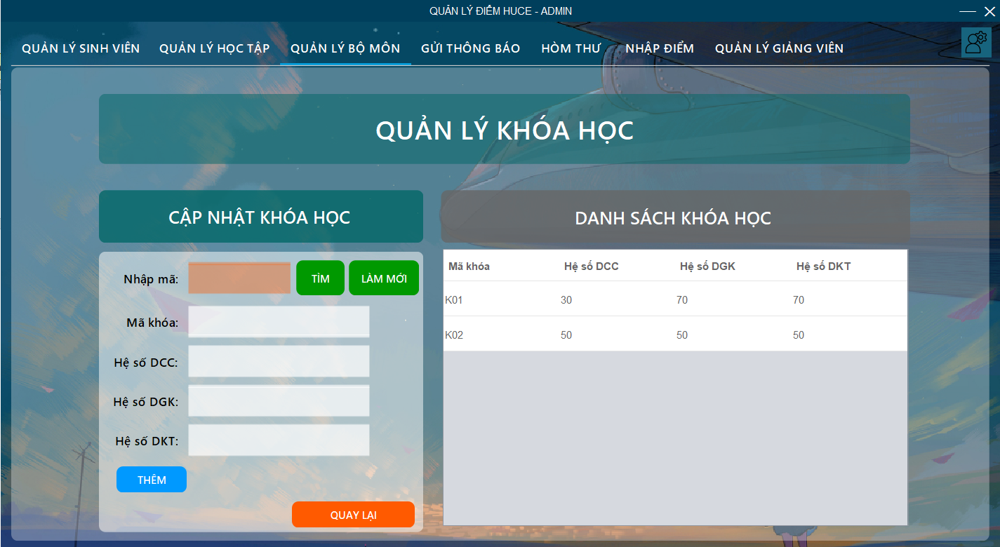 QUẢN LÝ ĐIỂM HUCE - ADMIN
QUẢN LÝ SINH VIÊN QUẢN LÝ HỌC TẬP QUẢN LÝ BỘ MÔN GỬI THÔNG BÁO HÒM THƯ NHẬP ĐIỂM QUẢN LÝ GIẢNG VIÊN
QUẢN LÝ KHÓA HỌC
CẬP NHẬT KHÓA HỌC
Nhập mã: TÌM LÀM MỚI
Mã khóa:
Hệ số DCC:
Hệ số DGK:
Hệ số DKT:
THÊM
QUAY LẠI
DANH SÁCH KHÓA HỌC
Mã khóa Hệ số DCC Hệ số DGK Hệ số DKT
K01 30 70 70
K02 50 50 50